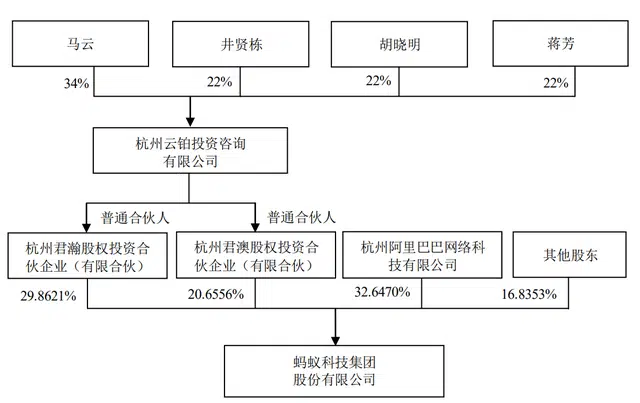 马云
井贤栋
胡晓明
蒋芳
34%
22%
22%
22%
杭州云铂投资咨询
有限公司
普通合伙人
普通合伙人
杭州君瀚股权投资合
伙企业（有限合伙）
杭州君澳股权投资合
伙企业（有限合伙）
杭州阿里巴巴网络科
技有限公司
其他股东
29.8621%
20.6556%
32.6470%
16.8353%
蚂蚁科技集团
股份有限公司